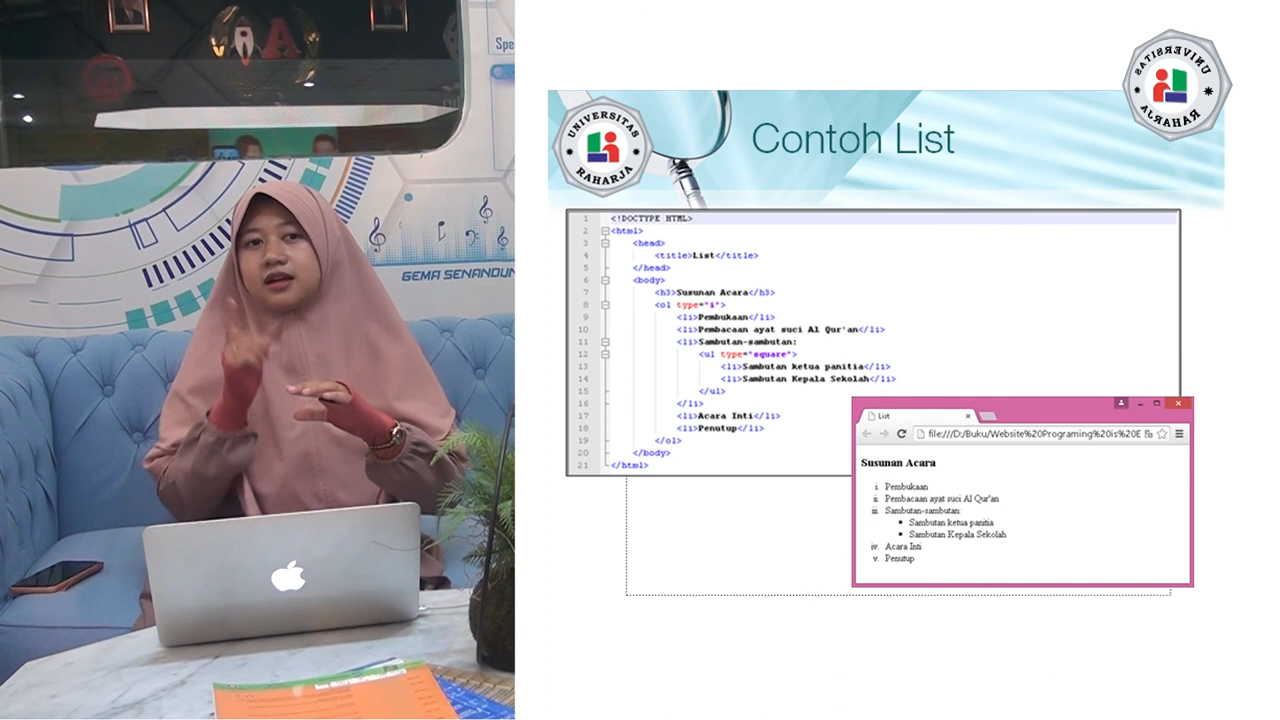 Spe
GEMA SENANDUN
UNIVERSITAS
RAHARJA
UNIVERSITAS
RAHARJA
Contoh List
1 <!DOCTYPE HTML>
2 <html>
3 <head>
4 <title>List</title>
5 </head>
6 <body>
7 <h3>Susunan Acara</h3>
8 <ol type="i">
9 <li>Pembukaan</li>
10 <li>Pembacaan ayat suci Al Qur'an</li>
11 <li>Sambutan-sambutan:
12 <ul type="square">
13 <li>Sambutan ketua panitia</li>
14 <li>Sambutan Kepala Sekolah</li>
15 </ul>
16 </li>
17 <li>Acara Inti</li>
18 <li>Penutup</li>
19 </ol>
20 </body>
21 </html>
List
file:///D:/Buku/Website%20Programing%20is%20E
Susunan Acara
i. Pembukaan
ii. Pembacaan ayat suci Al Qur'an
iii. Sambutan-sambutan:
▪ Sambutan ketua panitia
▪ Sambutan Kepala Sekolah
iv. Acara Inti
v. Penutup